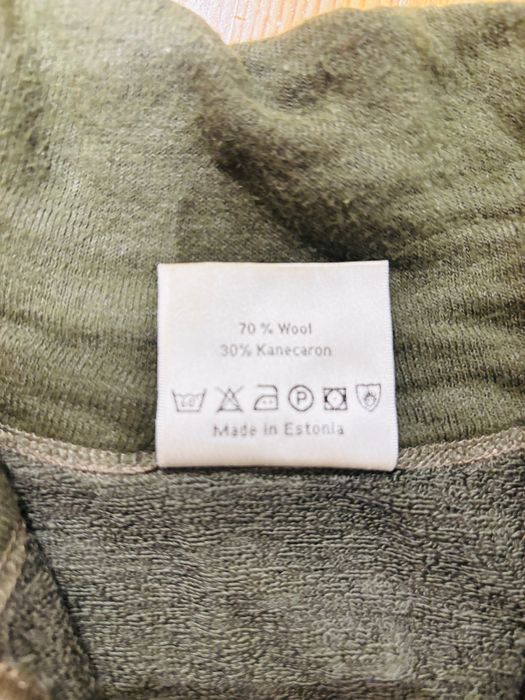 70 % Wool
30% Kanecaron
P
Made in Estonia